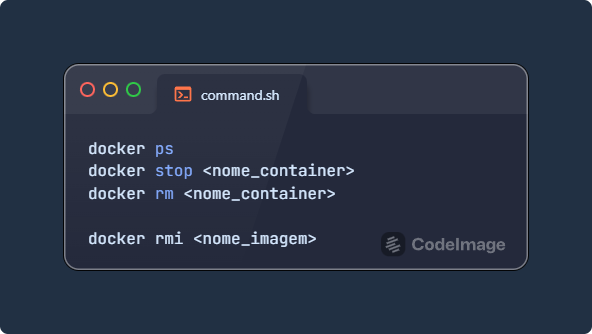 command.sh
docker ps
docker stop <nome_container>
docker rm <nome_container>
docker rmi <nome_imagem>
CodeImage